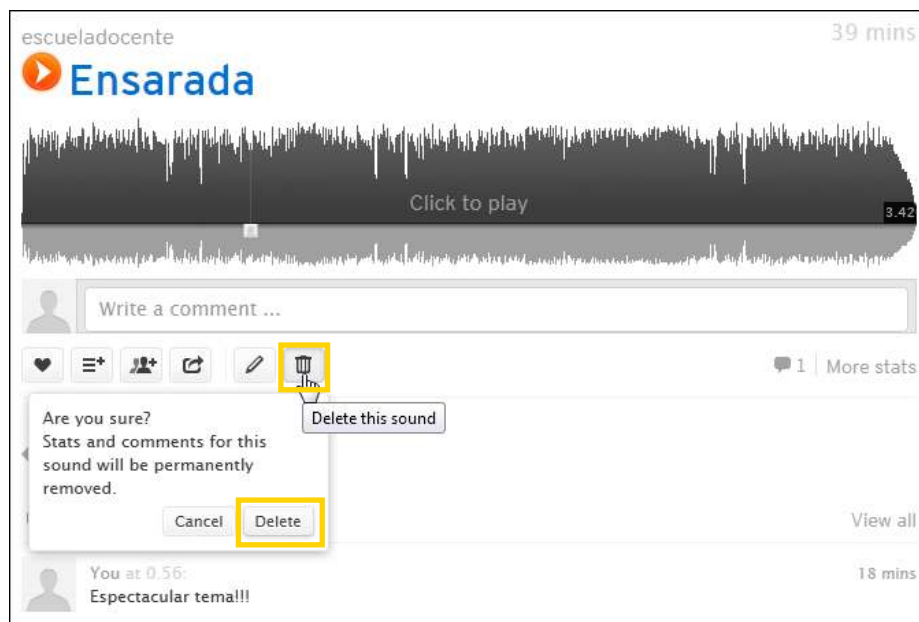 escueladocente
39 mins
Ensarada
Click to play
3.42
Write a comment ...
1
More stats
Delete this sound
Are you sure?
Stats and comments for this
sound will be permanently
removed.
Cancel
Delete
View all
You at 0.56:
18 mins
Espectacular tema!!!